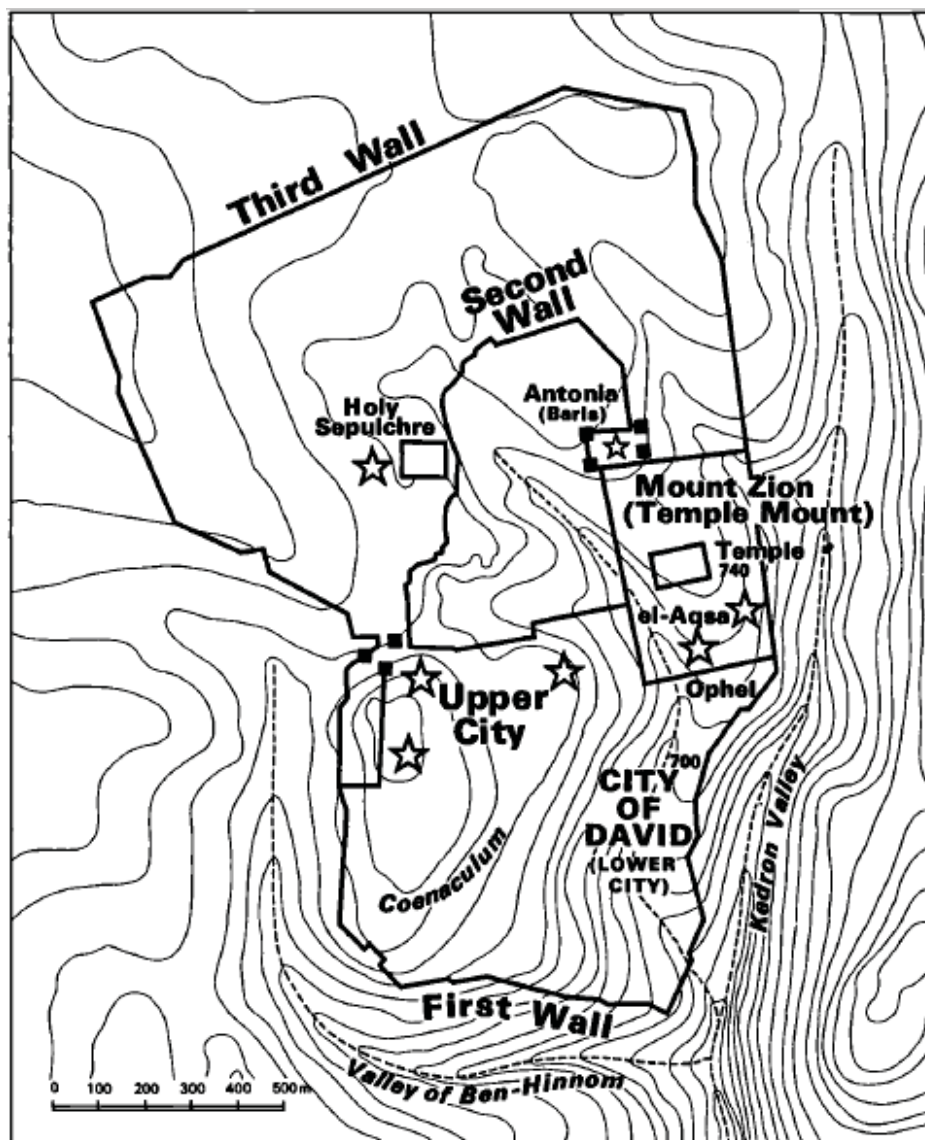 Third Wall
Second
Wall
Antonia
(Baris)
Holy
Sepulchre
Mount Zion
(Temple Mount)
Temple
740
el-Aqsa
Ophel
Upper
City
700
CITY
OF
DAVID
(LOWER
CITY)
Coenaculum
Kedron Valley
First Wall
Valley of Ben-Hinnom
0 100 200 300 400 500m